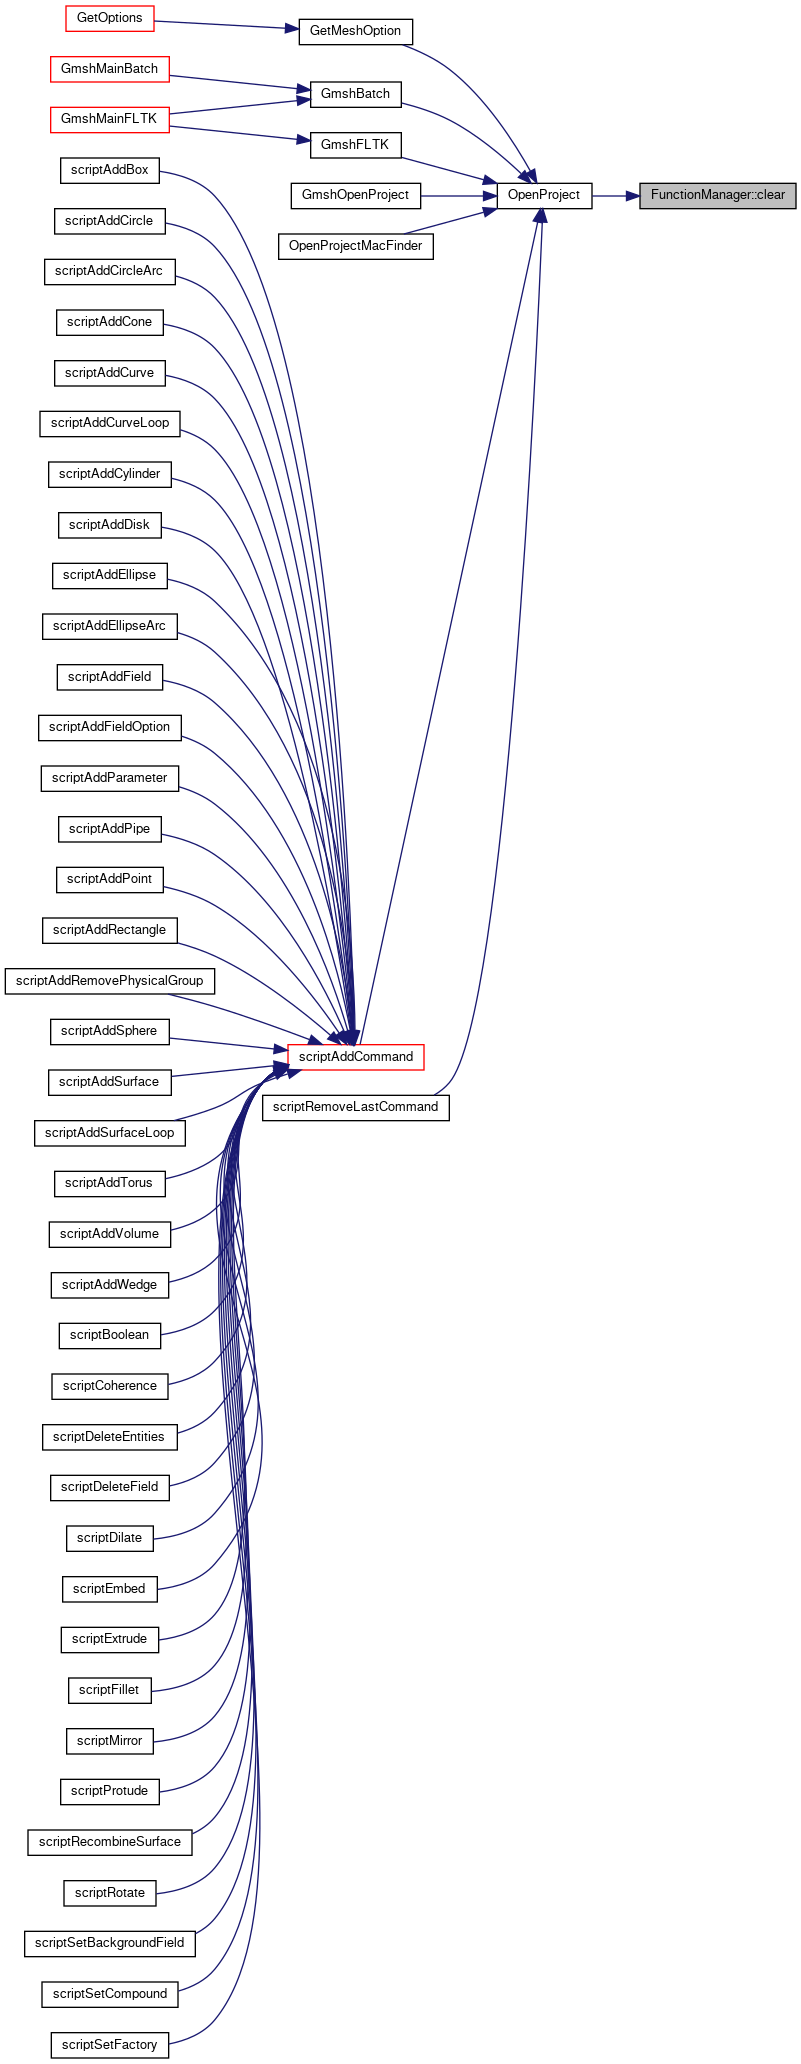 GetOptions
GetMeshOption
GmshMainBatch
GmshBatch
GmshMainFLTK
GmshFLTK
scriptAddBox
GmshOpenProject
OpenProject
FunctionManager::clear
scriptAddCircle
OpenProjectMacFinder
scriptAddCircleArc
scriptAddCone
scriptAddCurve
scriptAddCurveLoop
scriptAddCylinder
scriptAddDisk
scriptAddEllipse
scriptAddEllipseArc
scriptAddField
scriptAddFieldOption
scriptAddParameter
scriptAddPipe
scriptAddPoint
scriptAddRectangle
scriptAddRemovePhysicalGroup
scriptAddSphere
scriptAddCommand
scriptAddSurface
scriptRemoveLastCommand
scriptAddSurfaceLoop
scriptAddTorus
scriptAddVolume
scriptAddWedge
scriptBoolean
scriptCoherence
scriptDeleteEntities
scriptDeleteField
scriptDilate
scriptEmbed
scriptExtrude
scriptFillet
scriptMirror
scriptProtude
scriptRecombineSurface
scriptRotate
scriptSetBackgroundField
scriptSetCompound
scriptSetFactory